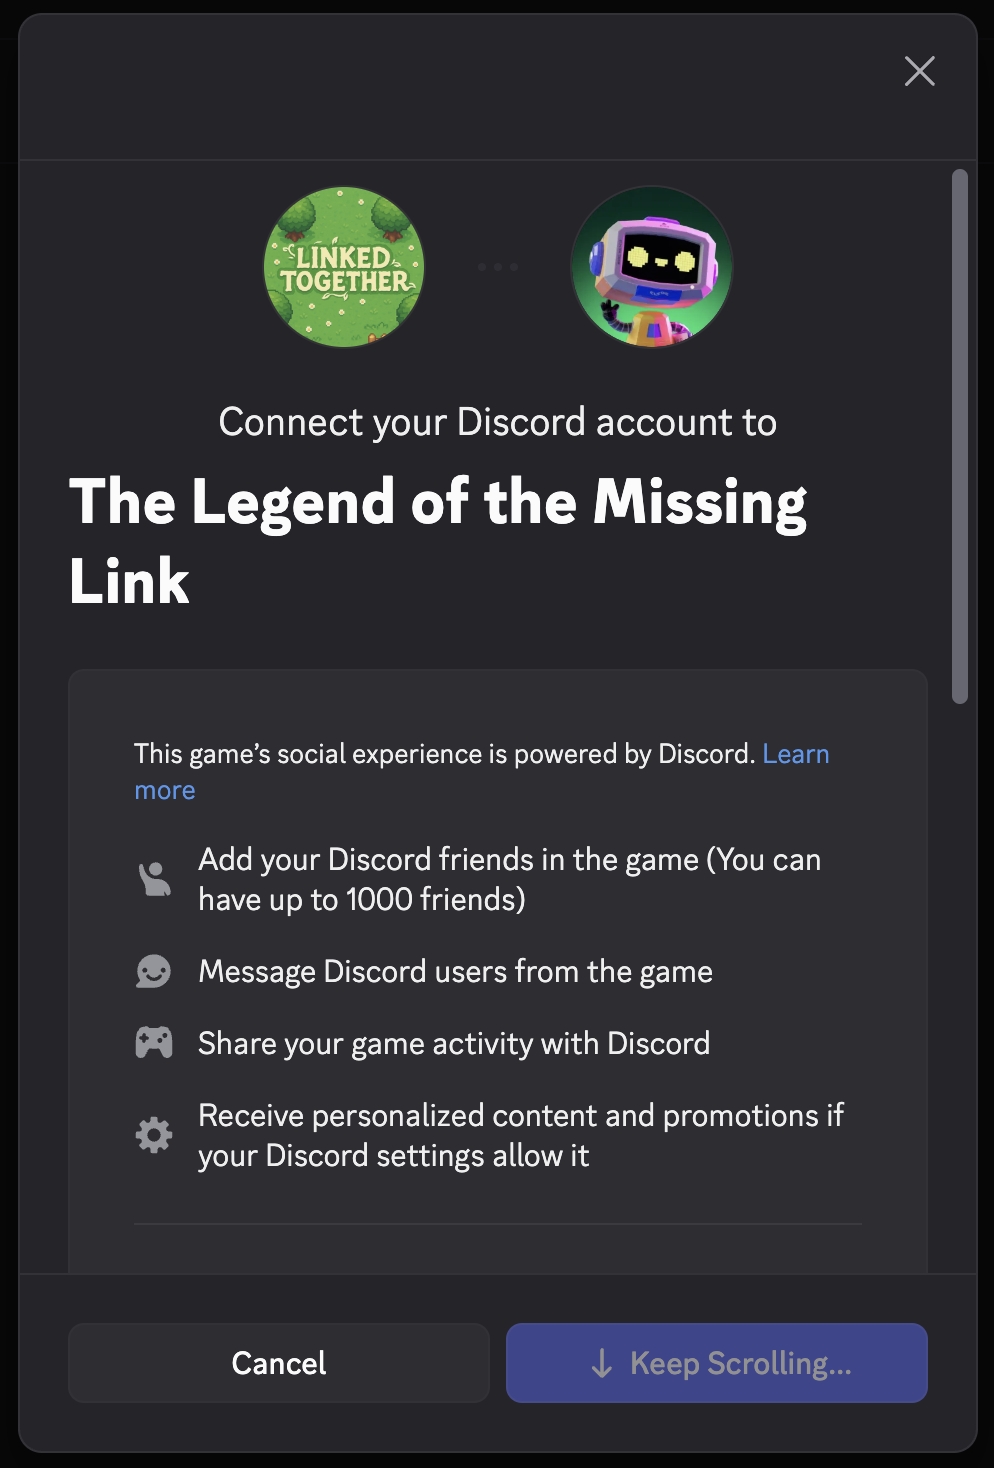 LINKED
TOGETHER
Connect your Discord account to
The Legend of the Missing
Link
This game’s social experience is powered by Discord. Learn
more
Add your Discord friends in the game (You can
have up to 1000 friends)
Message Discord users from the game
Share your game activity with Discord
Receive personalized content and promotions if
your Discord settings allow it
Cancel
↓ Keep Scrolling...